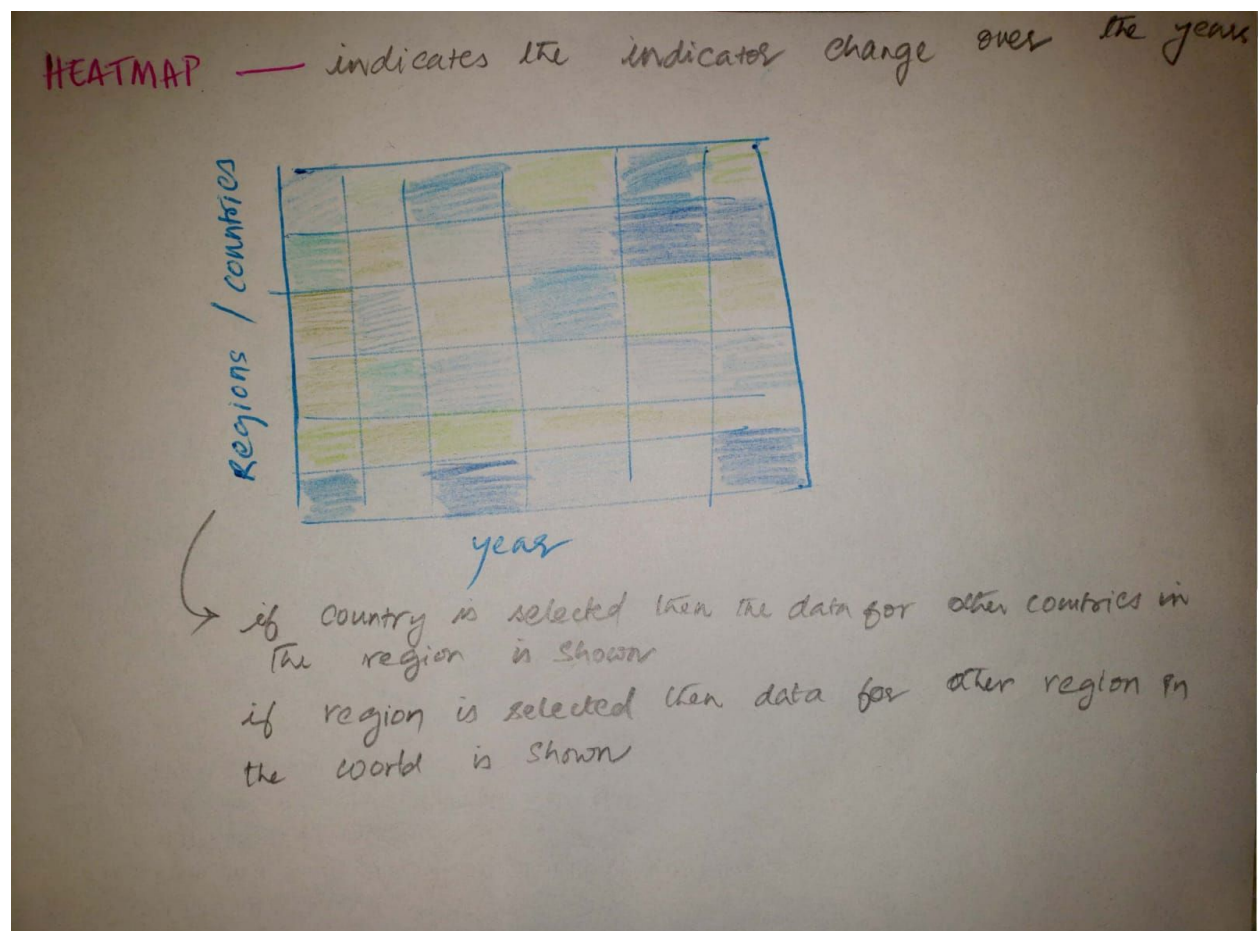 HEATMAP — indicates the indicator change over the years
Regions / countries
year
if country is selected then the data for other countries in
the region is shown
if region is selected then data for other region in
the world is shown